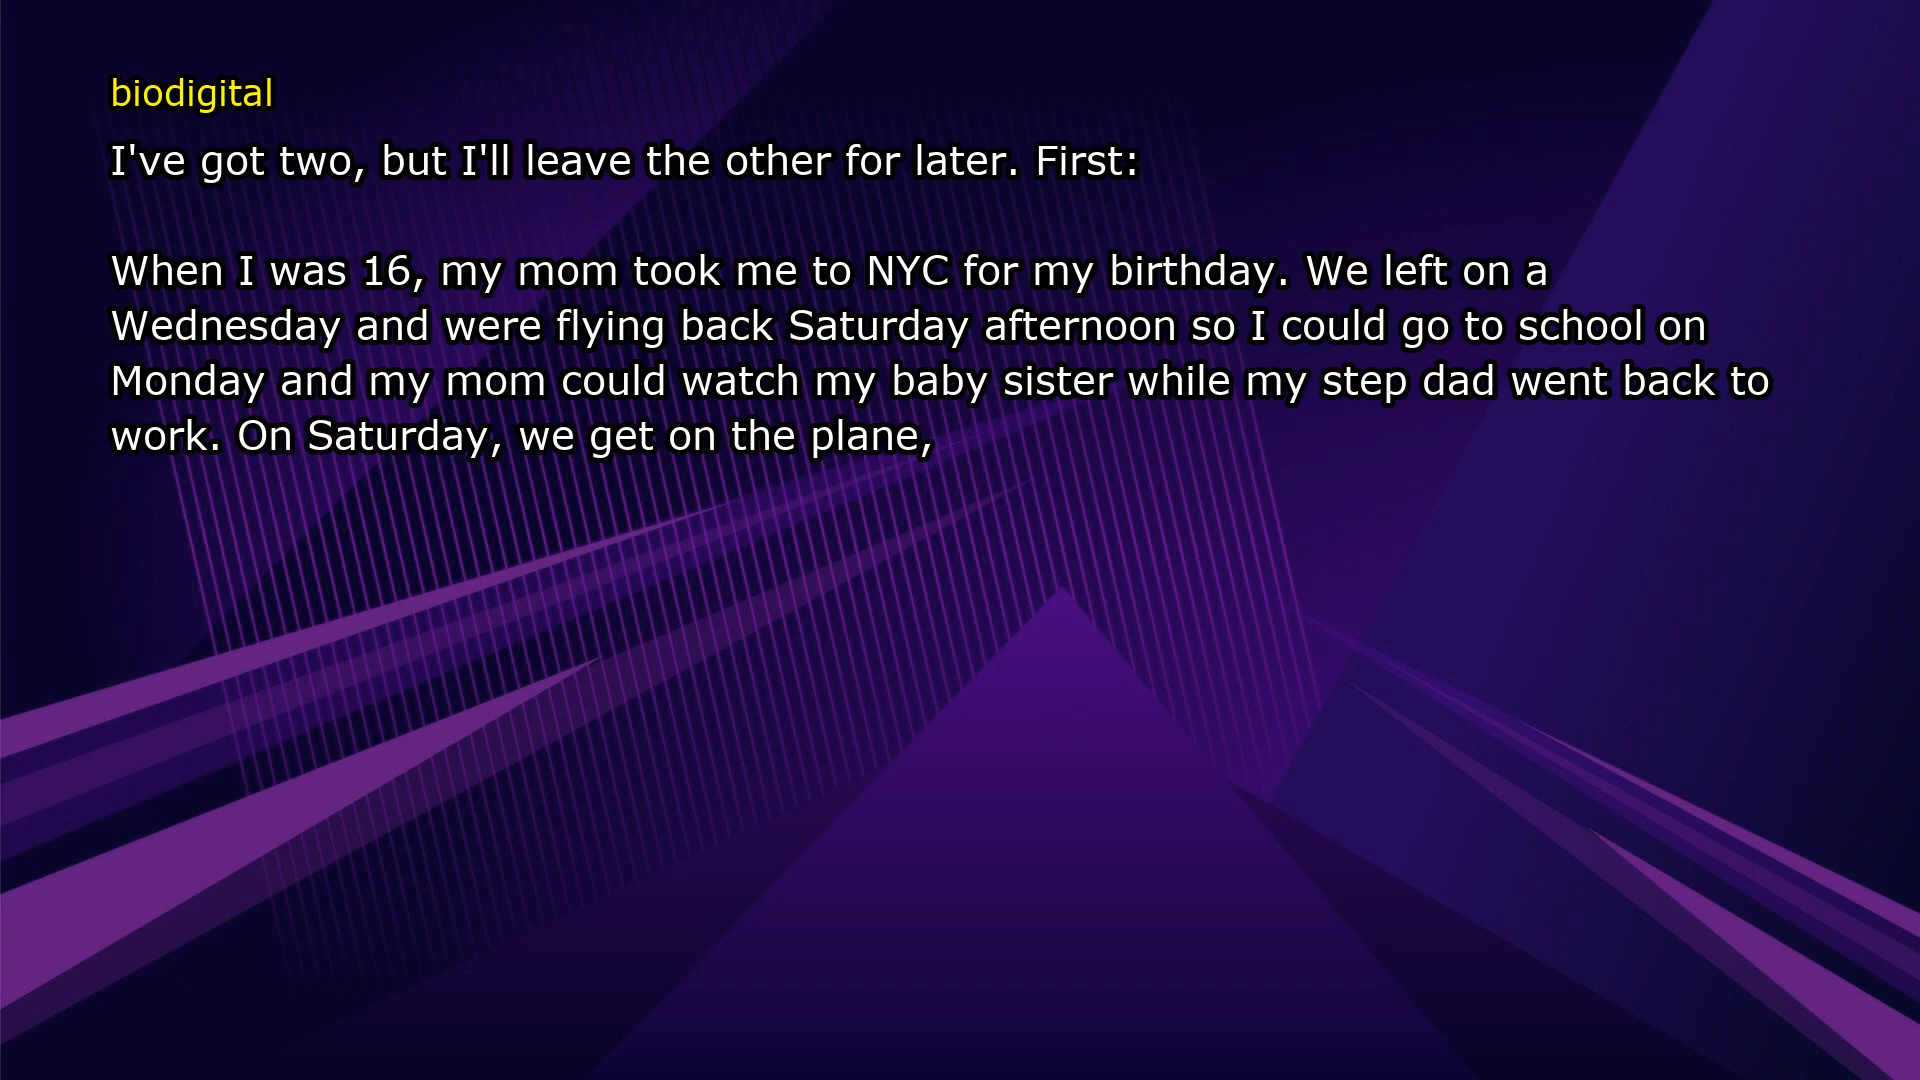 biodigital
I've got two, but I'll leave the other for later. First:
When I was 16, my mom took me to NYC for my birthday. We left on a
Wednesday and were flying back Saturday afternoon so I could go to school on
Monday and my mom could watch my baby sister while my step dad went back to
work. On Saturday, we get on the plane,